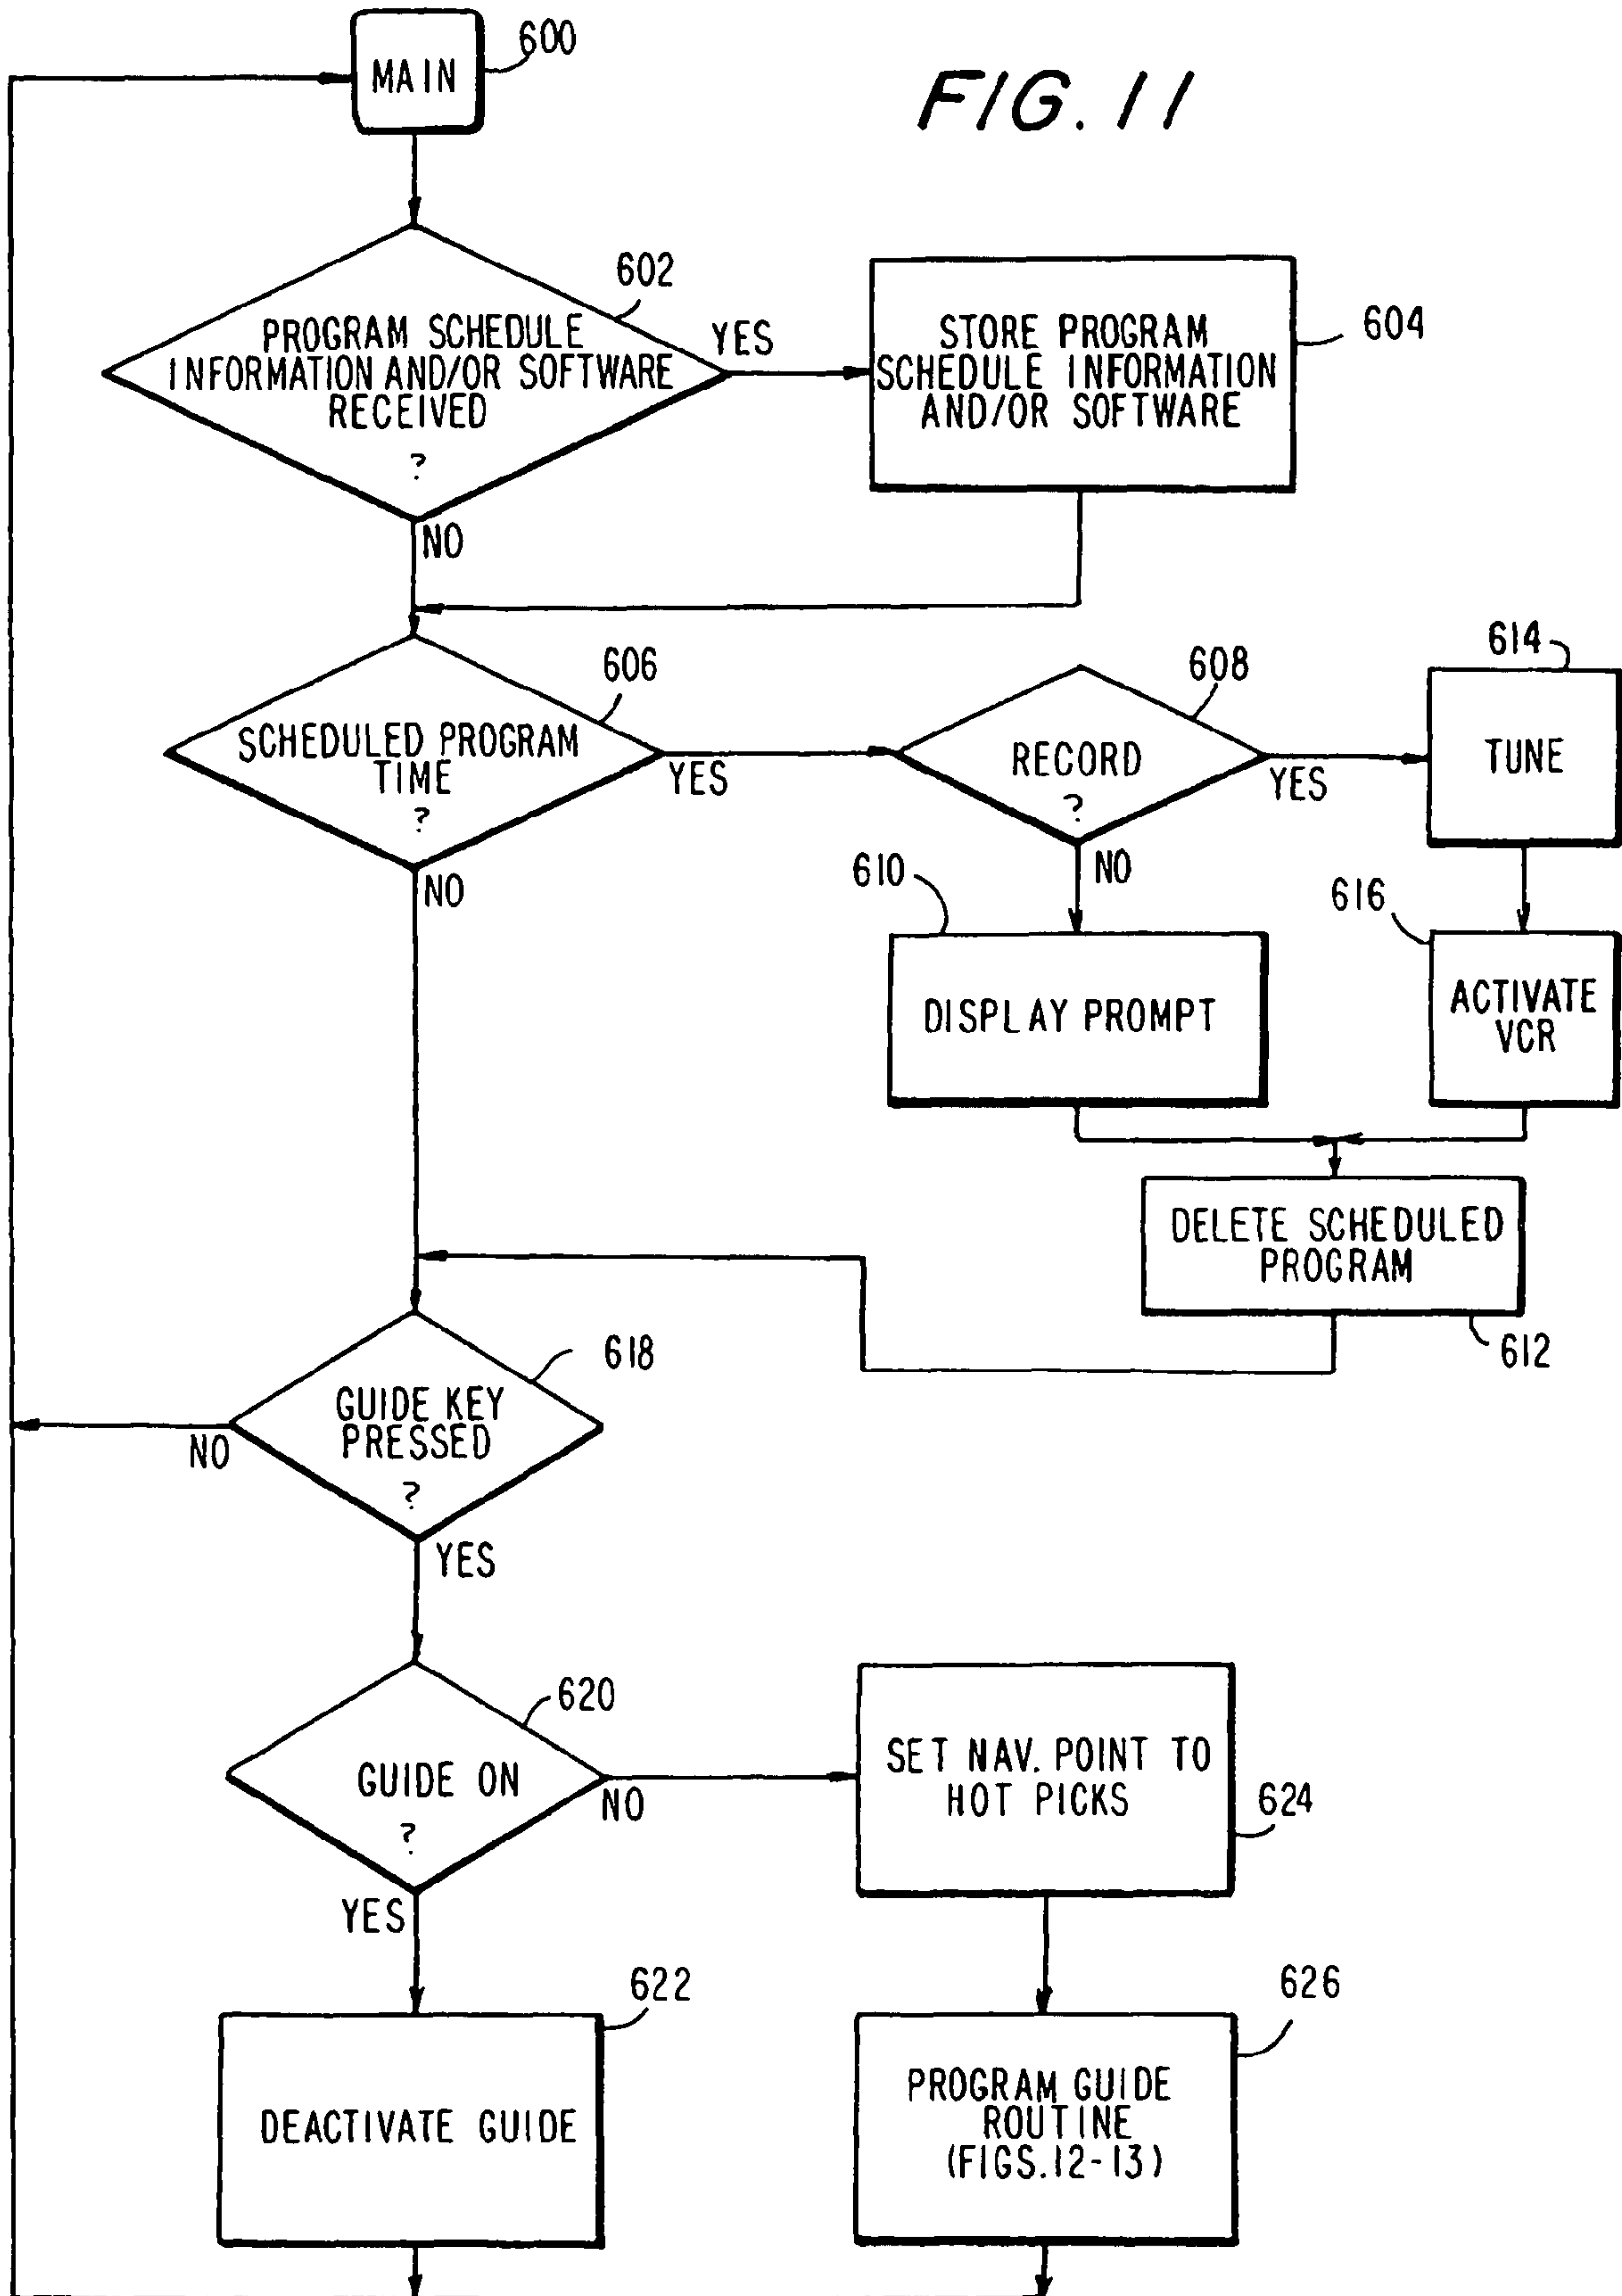 FIG. 11
600
MAIN
602
PROGRAM SCHEDULE
INFORMATION AND/OR SOFTWARE
RECEIVED
?
YES
NO
604
STORE PROGRAM
SCHEDULE INFORMATION
AND/OR SOFTWARE
606
SCHEDULED PROGRAM
TIME
?
YES
NO
608
RECORD
?
YES
NO
614
TUNE
610
DISPLAY PROMPT
616
ACTIVATE
VCR
DELETE SCHEDULED
PROGRAM
612
618
GUIDE KEY
PRESSED
?
NO
YES
620
GUIDE ON
?
NO
YES
SET NAV. POINT TO
HOT PICKS
624
622
DEACTIVATE GUIDE
626
PROGRAM GUIDE
ROUTINE
(FIGS.12-13)